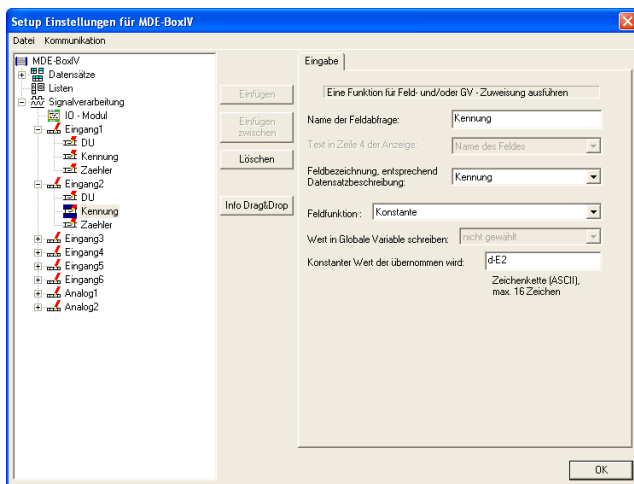 Setup Einstellungen für MDE-BoxIV
Datei Kommunikation
MDE-BoxIV
Datensätze
Listen
Signalverarbeitung
IO - Modul
Eingang1
DU
Kennung
Zaehler
Eingang2
DU
Kennung
Zaehler
Eingang3
Eingang4
Eingang5
Eingang6
Analog1
Analog2
Einfügen
Einfügen
zwischen
Löschen
Info Drag&Drop
Eingabe
Eine Funktion für Feld- und/oder GV - Zuweisung ausführen
Name der Feldabfrage: Kennung
Text in Zeile 4 der Anzeige: Name des Feldes
Feldbezeichnung, entsprechend
Datensatzbeschreibung: Kennung
Feldfunktion : Konstante
Wert in Globale Variable schreiben: nicht gewählt
Konstanter Wert der übernommen wird: d-E2
Zeichenkette (ASCII),
max. 16 Zeichen
OK